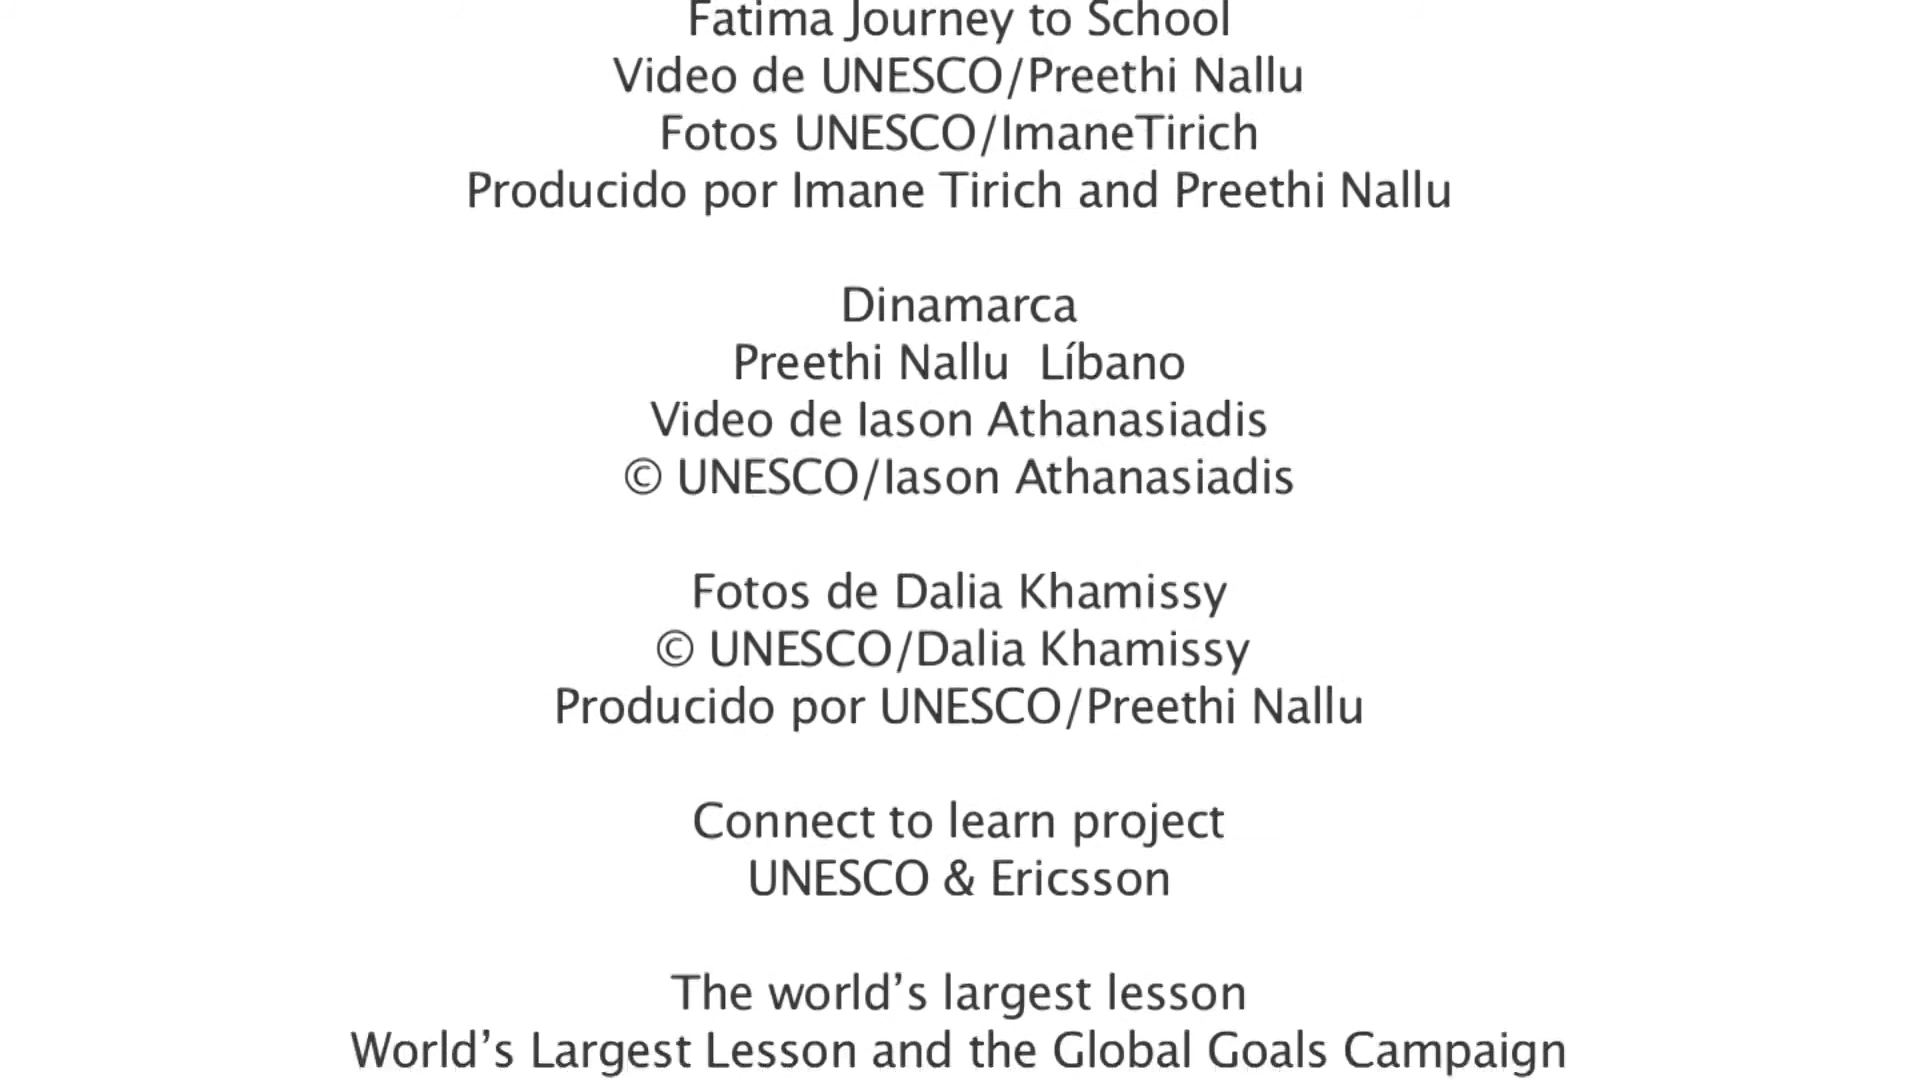 Fatima Journey to School
Video de UNESCO/Preethi Nallu
Fotos UNESCO/ImaneTirich
Producido por Imane Tirich and Preethi Nallu
Dinamarca
Preethi Nallu  Líbano
Video de Iason Athanasiadis
© UNESCO/Iason Athanasiadis
Fotos de Dalia Khamissy
© UNESCO/Dalia Khamissy
Producido por UNESCO/Preethi Nallu
Connect to learn project
UNESCO & Ericsson
The world’s largest lesson
World’s Largest Lesson and the Global Goals Campaign